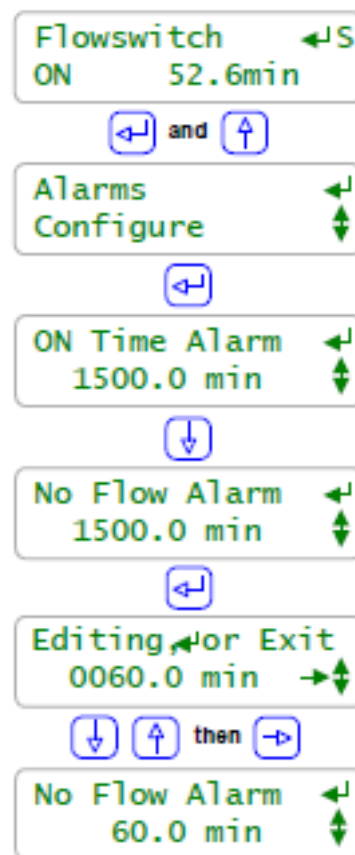 Flowswitch ↵S
ON 52.6min
and
Alarms ↵
Configure
ON Time Alarm ↵
1500.0 min
No Flow Alarm ↵
1500.0 min
Editing,↵or Exit
0060.0 min →
then
No Flow Alarm ↵
60.0 min